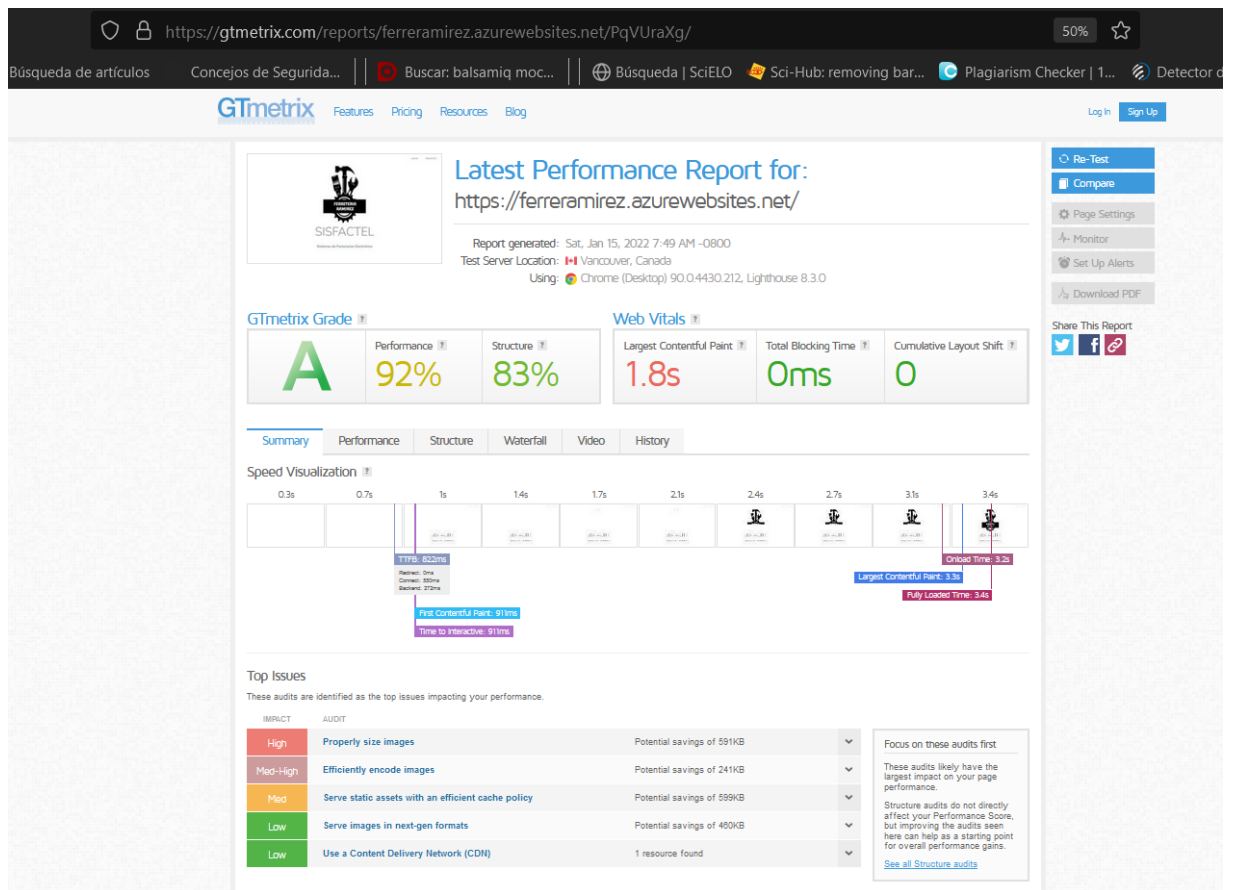 https://gtmetrix.com/reports/ferreramirez.azurewebsites.net/PqVUraXg/ 50%
Búsqueda de artículos Concejos de Segurida... Buscar: balsamiq moc... Búsqueda | SciELO Sci-Hub: removing bar... Plagiarism Checker | 1... Detector d
GTmetrix Features Pricing Resources Blog Log In Sign Up
FERRETERIA
RAMIREZ
SISFACTEL
Latest Performance Report for:
https://ferreramirez.azurewebsites.net/
Report generated: Sat, Jan 15, 2022 7:49 AM -0800
Test Server Location: Vancouver, Canada
Using: Chrome (Desktop) 90.0.4430.212, Lighthouse 8.3.0
Re-Test
Compare
Page Settings
Monitor
Set Up Alerts
Download PDF
Share This Report
GTmetrix Grade ? Web Vitals ?
A
Performance ? Structure ? Largest Contentful Paint ? Total Blocking Time ? Cumulative Layout Shift ?
92% 83% 1.8s 0ms 0
Summary Performance Structure Waterfall Video History
Speed Visualization ?
0.3s 0.7s 1s 1.4s 1.7s 2.1s 2.4s 2.7s 3.1s 3.4s
TTFB: 822ms
Redirect: 0ms
Connect: 550ms
Backend: 272ms
Onload Time: 3.2s
Largest Contentful Paint: 3.3s
Fully Loaded Time: 3.4s
First Contentful Paint: 911ms
Time to Interactive: 911ms
Top Issues
These audits are identified as the top issues impacting your performance.
IMPACT AUDIT
High Properly size images Potential savings of 591KB
Med-High Efficiently encode images Potential savings of 241KB
Med Serve static assets with an efficient cache policy Potential savings of 599KB
Low Serve images in next-gen formats Potential savings of 460KB
Low Use a Content Delivery Network (CDN) 1 resource found
Focus on these audits first
These audits likely have the
largest impact on your page
performance.
Structure audits do not directly
affect your Performance Score,
but improving the audits seen
here can help as a starting point
for overall performance gains.
See all Structure audits